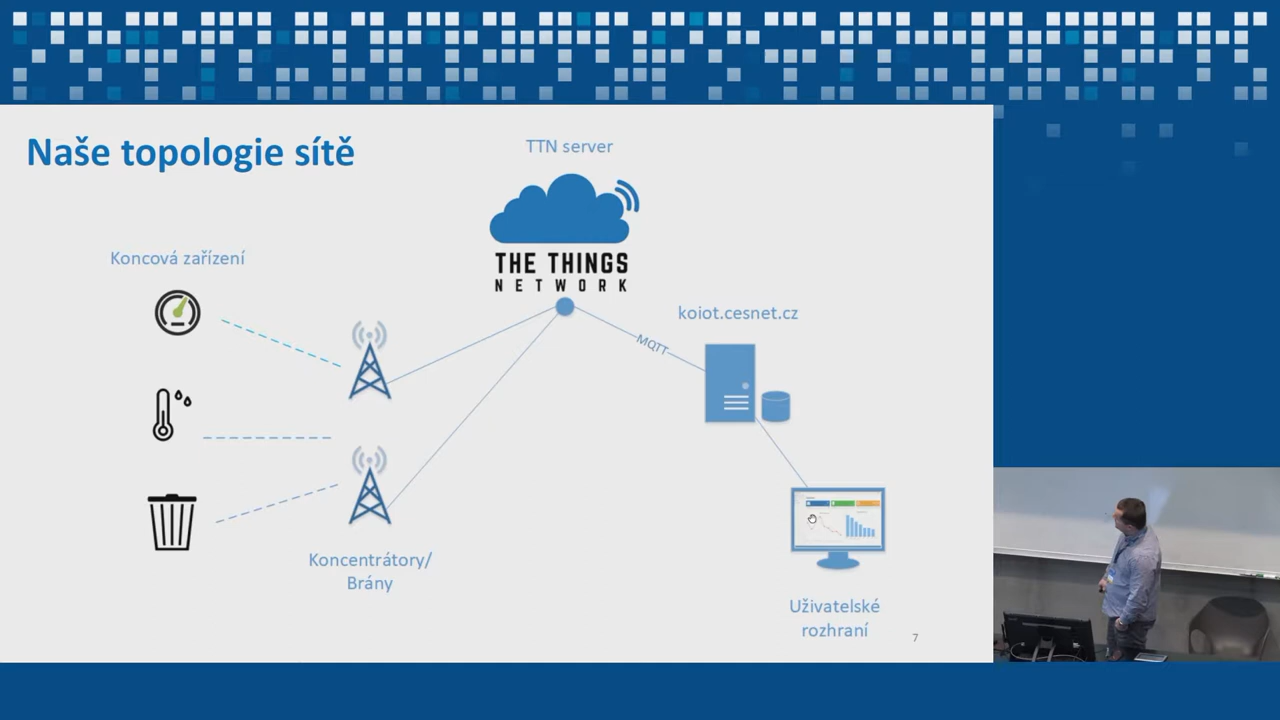 Naše topologie sítě
TTN server
THE THINGS
NETWORK
Koncová zařízení
koiot.cesnet.cz
MQTT
Koncentrátory/
Brány
Uživatelské
rozhraní
7